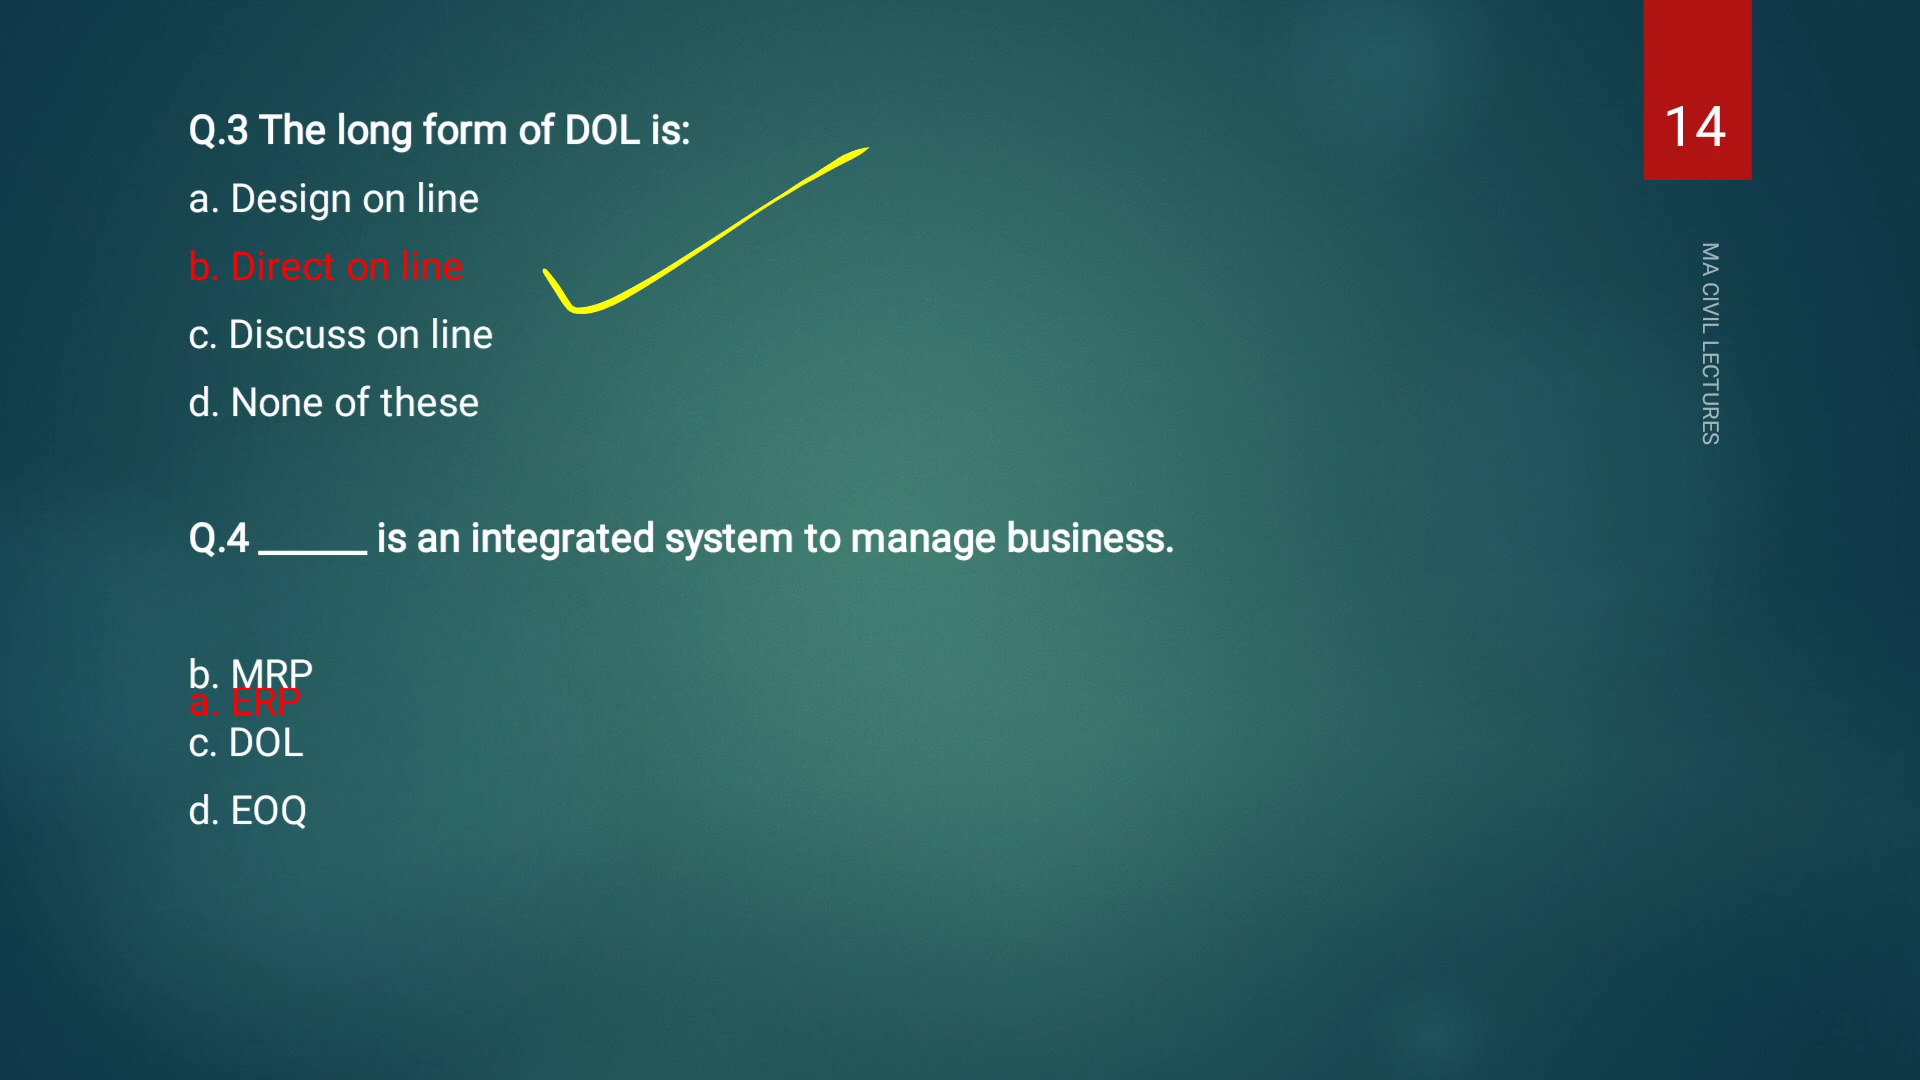 Q.3 The long form of DOL is:
a. Design on line
b. Direct on line
c. Discuss on line
d. None of these
Q.4 ______ is an integrated system to manage business.
b. MRP
a. ERP
c. DOL
d. EOQ
14
MA CIVIL LECTURES